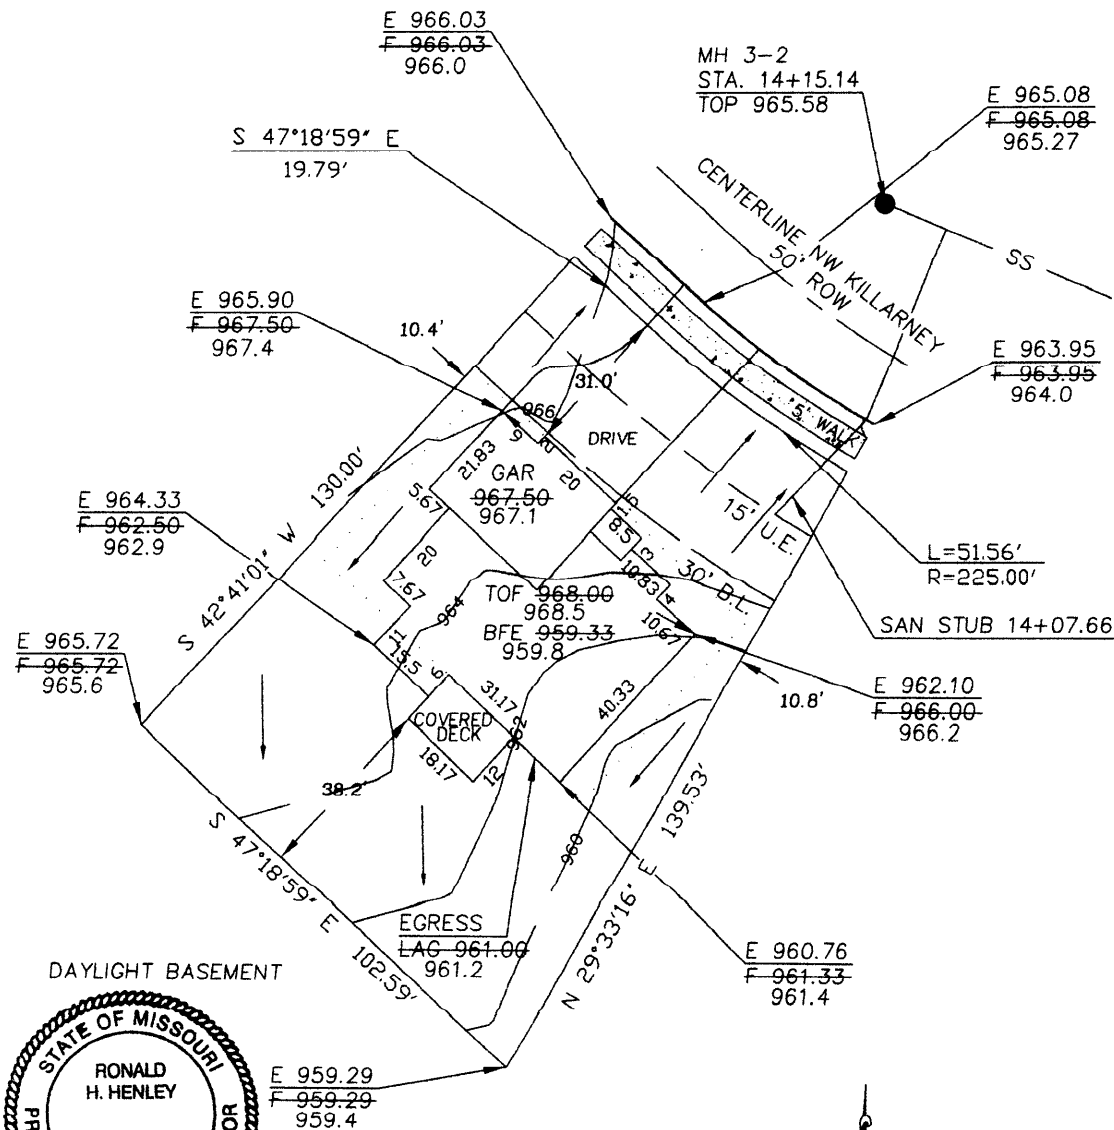 E 966.03
F 966.03
966.0
MH 3-2
STA. 14+15.14
TOP 965.58
E 965.08
F 965.08
965.27
S 47°18'59" E
19.79'
CENTERLINE NW KILLARNEY
50' ROW
SS
E 965.90
F 967.50
967.4
10.4'
31.0'
E 963.95
F 963.95
964.0
966
5' WALK
DRIVE
9
2
20
21.83
GAR
967.50
967.1
5.67
S 42°41'01" W 130.00'
E 964.33
F 962.50
962.9
11.5
8.5
3
10.83
4
10.67
15' U.E.
30' B.L.
L=51.56'
R=225.00'
SAN STUB 14+07.66
20
7.67
964
TOF 968.00
968.5
BFE 959.33
959.8
11
15.5
6
31.17
40.33
10.8'
E 965.72
F 965.72
965.6
E 962.10
F 966.00
966.2
COVERED
DECK
18.17
12
962
38.2'
960
S 47°18'59" E 102.59'
N 29°33'16" E 139.53'
EGRESS
LAG 961.00
961.2
E 960.76
F 961.33
961.4
DAYLIGHT BASEMENT
STATE OF MISSOURI
RONALD
H. HENLEY
E 959.29
F 959.29
959.4